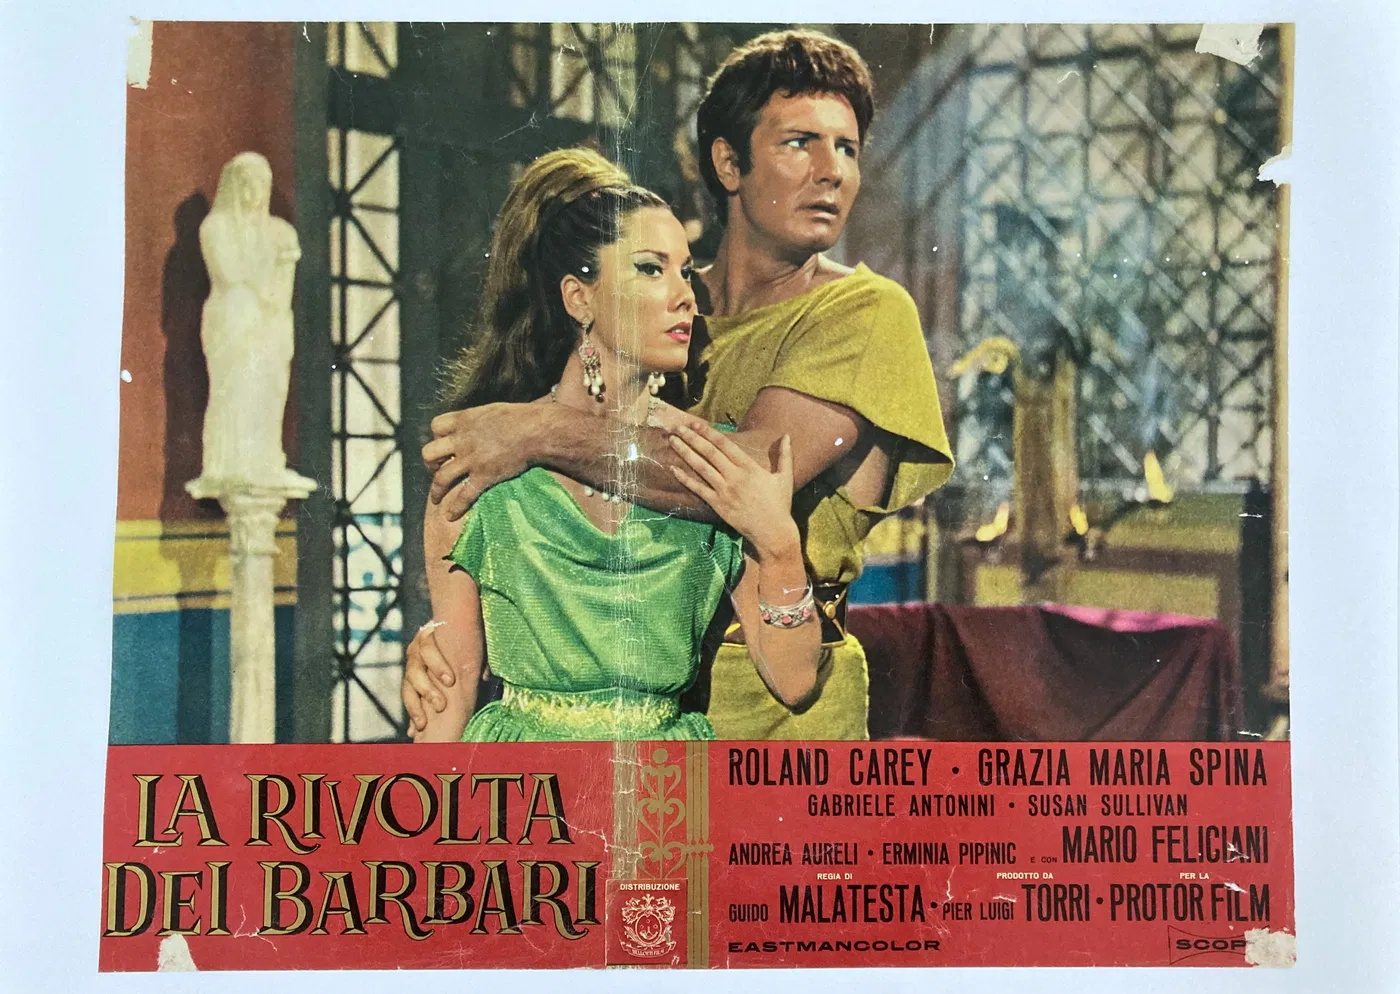 LA RIVOLTA
DEI BARBARI
DISTRIBUZIONE
ROLAND CAREY • GRAZIA MARIA SPINA
GABRIELE ANTONINI • SUSAN SULLIVAN
ANDREA AURELI • ERMINIA PIPINIC E CON MARIO FELICIANI
REGIA DI PRODOTTO DA PER LA
GUIDO MALATESTA • PIER LUIGI TORRI • PROTOR FILM
EASTMANCOLOR
SCOP